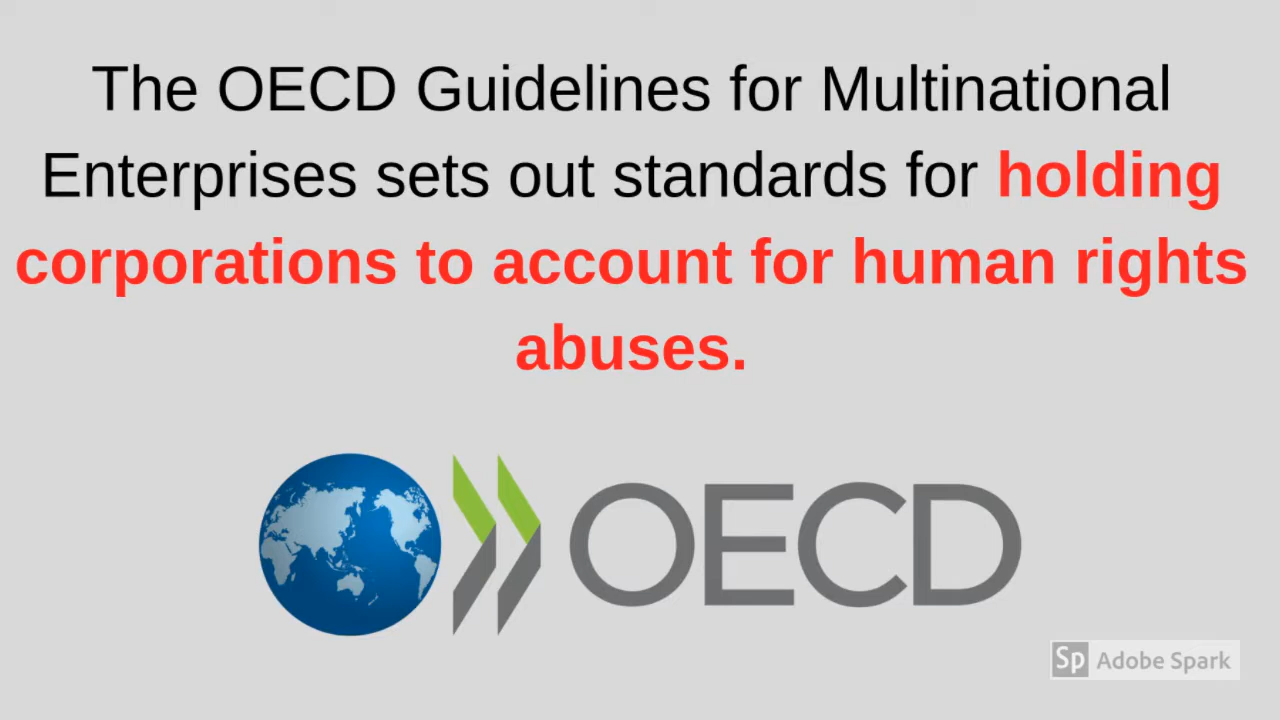 The OECD Guidelines for Multinational
Enterprises sets out standards for holding
corporations to account for human rights
abuses.
OECD
Sp Adobe Spark